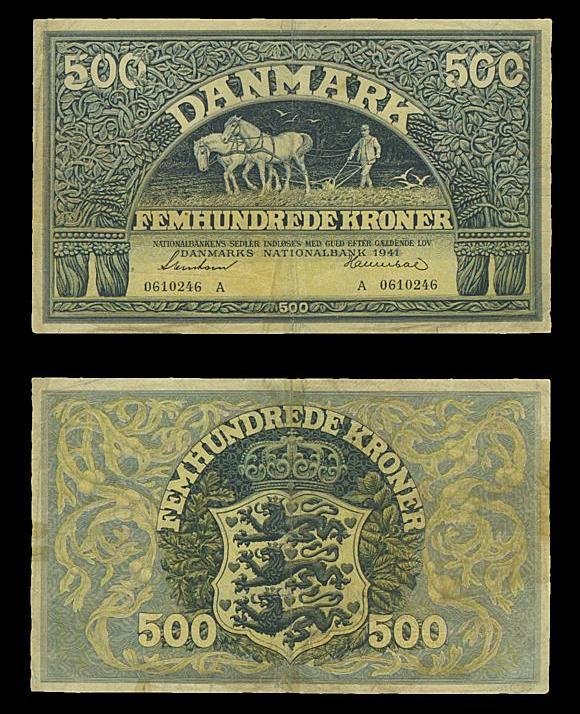 500 500
DANMARK
FEMHUNDREDE KRONER
NATIONALBANKENS SEDLER INDLØSES MED GULD EFTER GÆLDENDE LOV
DANMARKS NATIONALBANK 1941
0610246 A A 0610246
500
FEMHUNDREDE KRONER
500 500